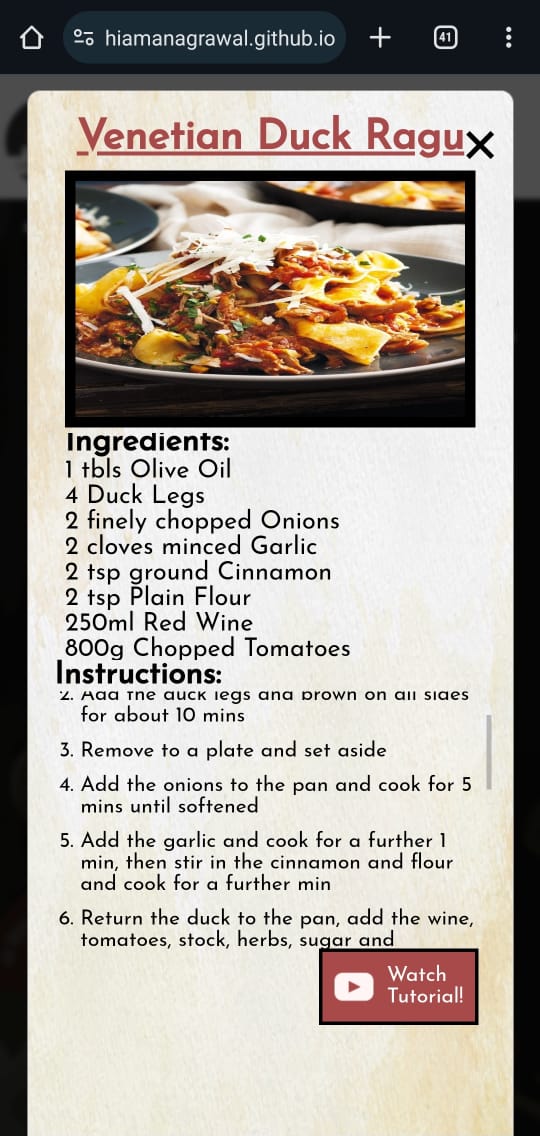 hiamanagrawal.github.io
41
Venetian Duck Ragu
Ingredients:
1 tbls Olive Oil
4 Duck Legs
2 finely chopped Onions
2 cloves minced Garlic
2 tsp ground Cinnamon
2 tsp Plain Flour
250ml Red Wine
800g Chopped Tomatoes
Instructions:
2. Add the duck legs and brown on all sides
for about 10 mins
3. Remove to a plate and set aside
4. Add the onions to the pan and cook for 5
mins until softened
5. Add the garlic and cook for a further 1
min, then stir in the cinnamon and flour
and cook for a further min
6. Return the duck to the pan, add the wine,
tomatoes, stock, herbs, sugar and
Watch
Tutorial!